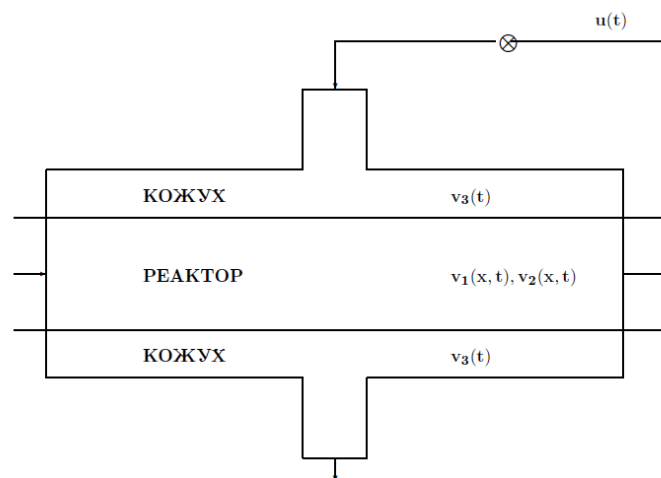 u(t)
КОЖУХ v₃(t)
РЕАКТОР v₁(x, t), v₂(x, t)
КОЖУХ v₃(t)